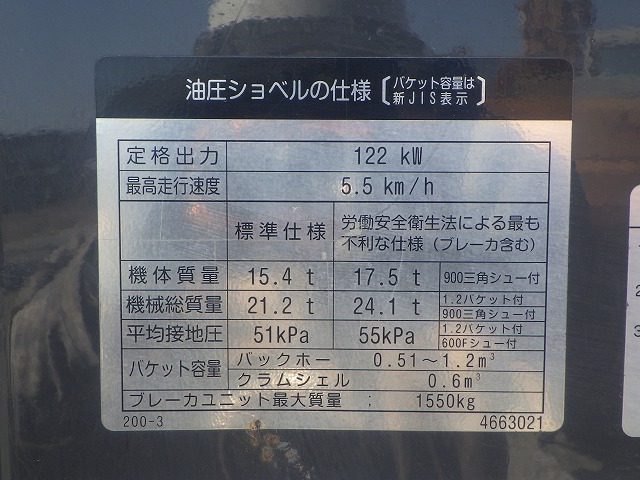 油圧ショベルの仕様〔バケット容量は
新JIS表示〕
定格出力 122 kW
最高走行速度 5.5 km/h
標準仕様 労働安全衛生法による最も
不利な仕様(ブレーカ含む)
機体質量 15.4 t 17.5 t 900三角シュー付
機械総質量 21.2 t 24.1 t 1.2バケット付
900三角シュー付
平均接地圧 51kPa 55kPa 1.2バケット付
600Fシュー付
バケット容量 バックホー 0.51～1.2m³
クラムシェル 0.6m³
ブレーカユニット最大質量 : 1550kg
200-3 4663021
2
3